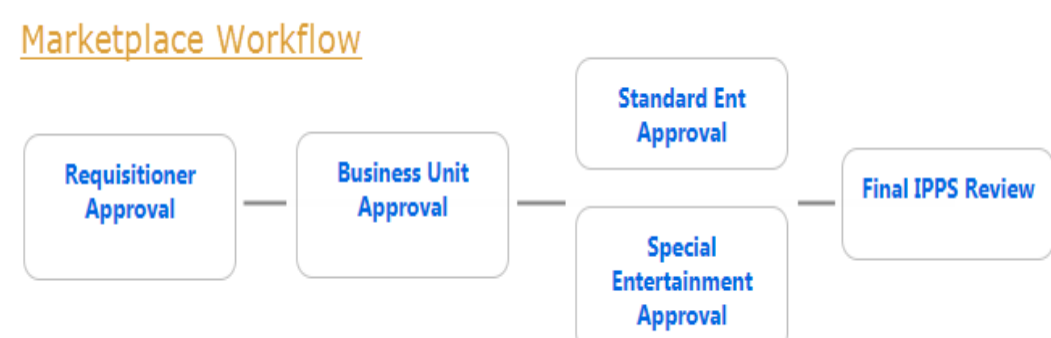 Marketplace Workflow
Requisitioner
Approval
Business Unit
Approval
Standard Ent
Approval
Special
Entertainment
Approval
Final IPPS Review